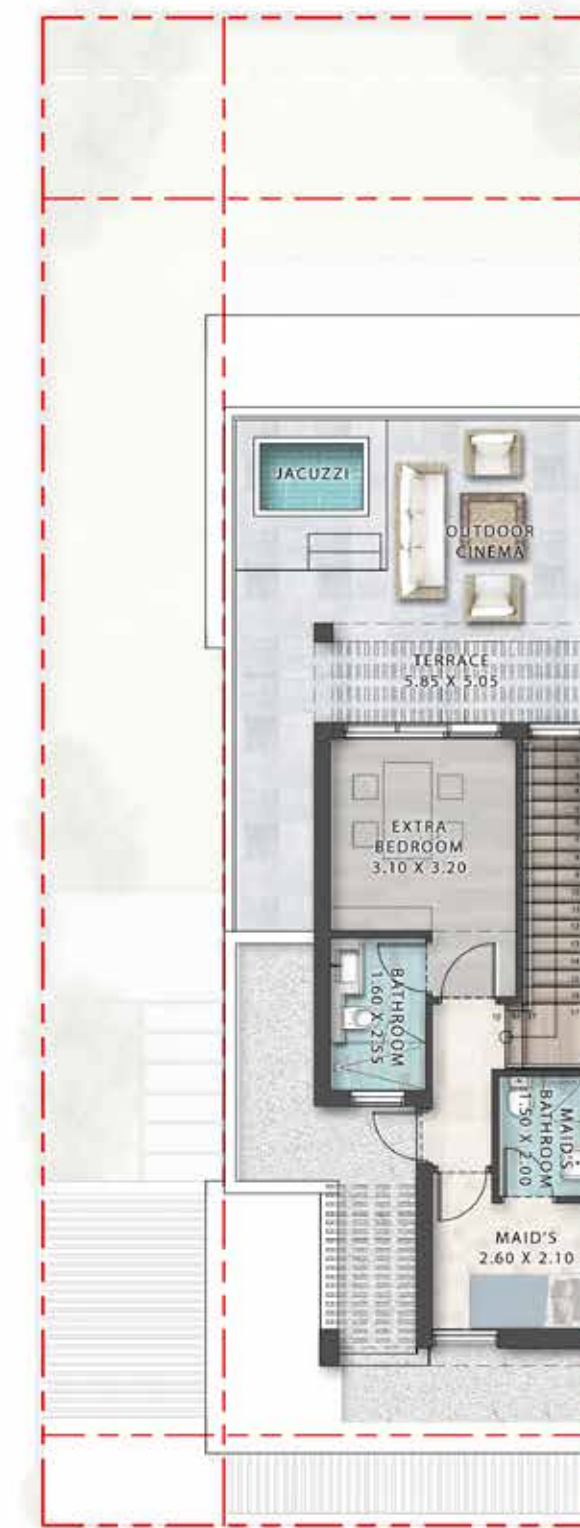 JACUZZI
OUTDOOR
CINEMA
TERRACE
5.85 X 5.05
EXTRA
BEDROOM
3.10 X 3.20
BATHROOM
1.60 X 2.55
MAID'S
BATHROOM
1.50 X 2.00
MAID'S
2.60 X 2.10